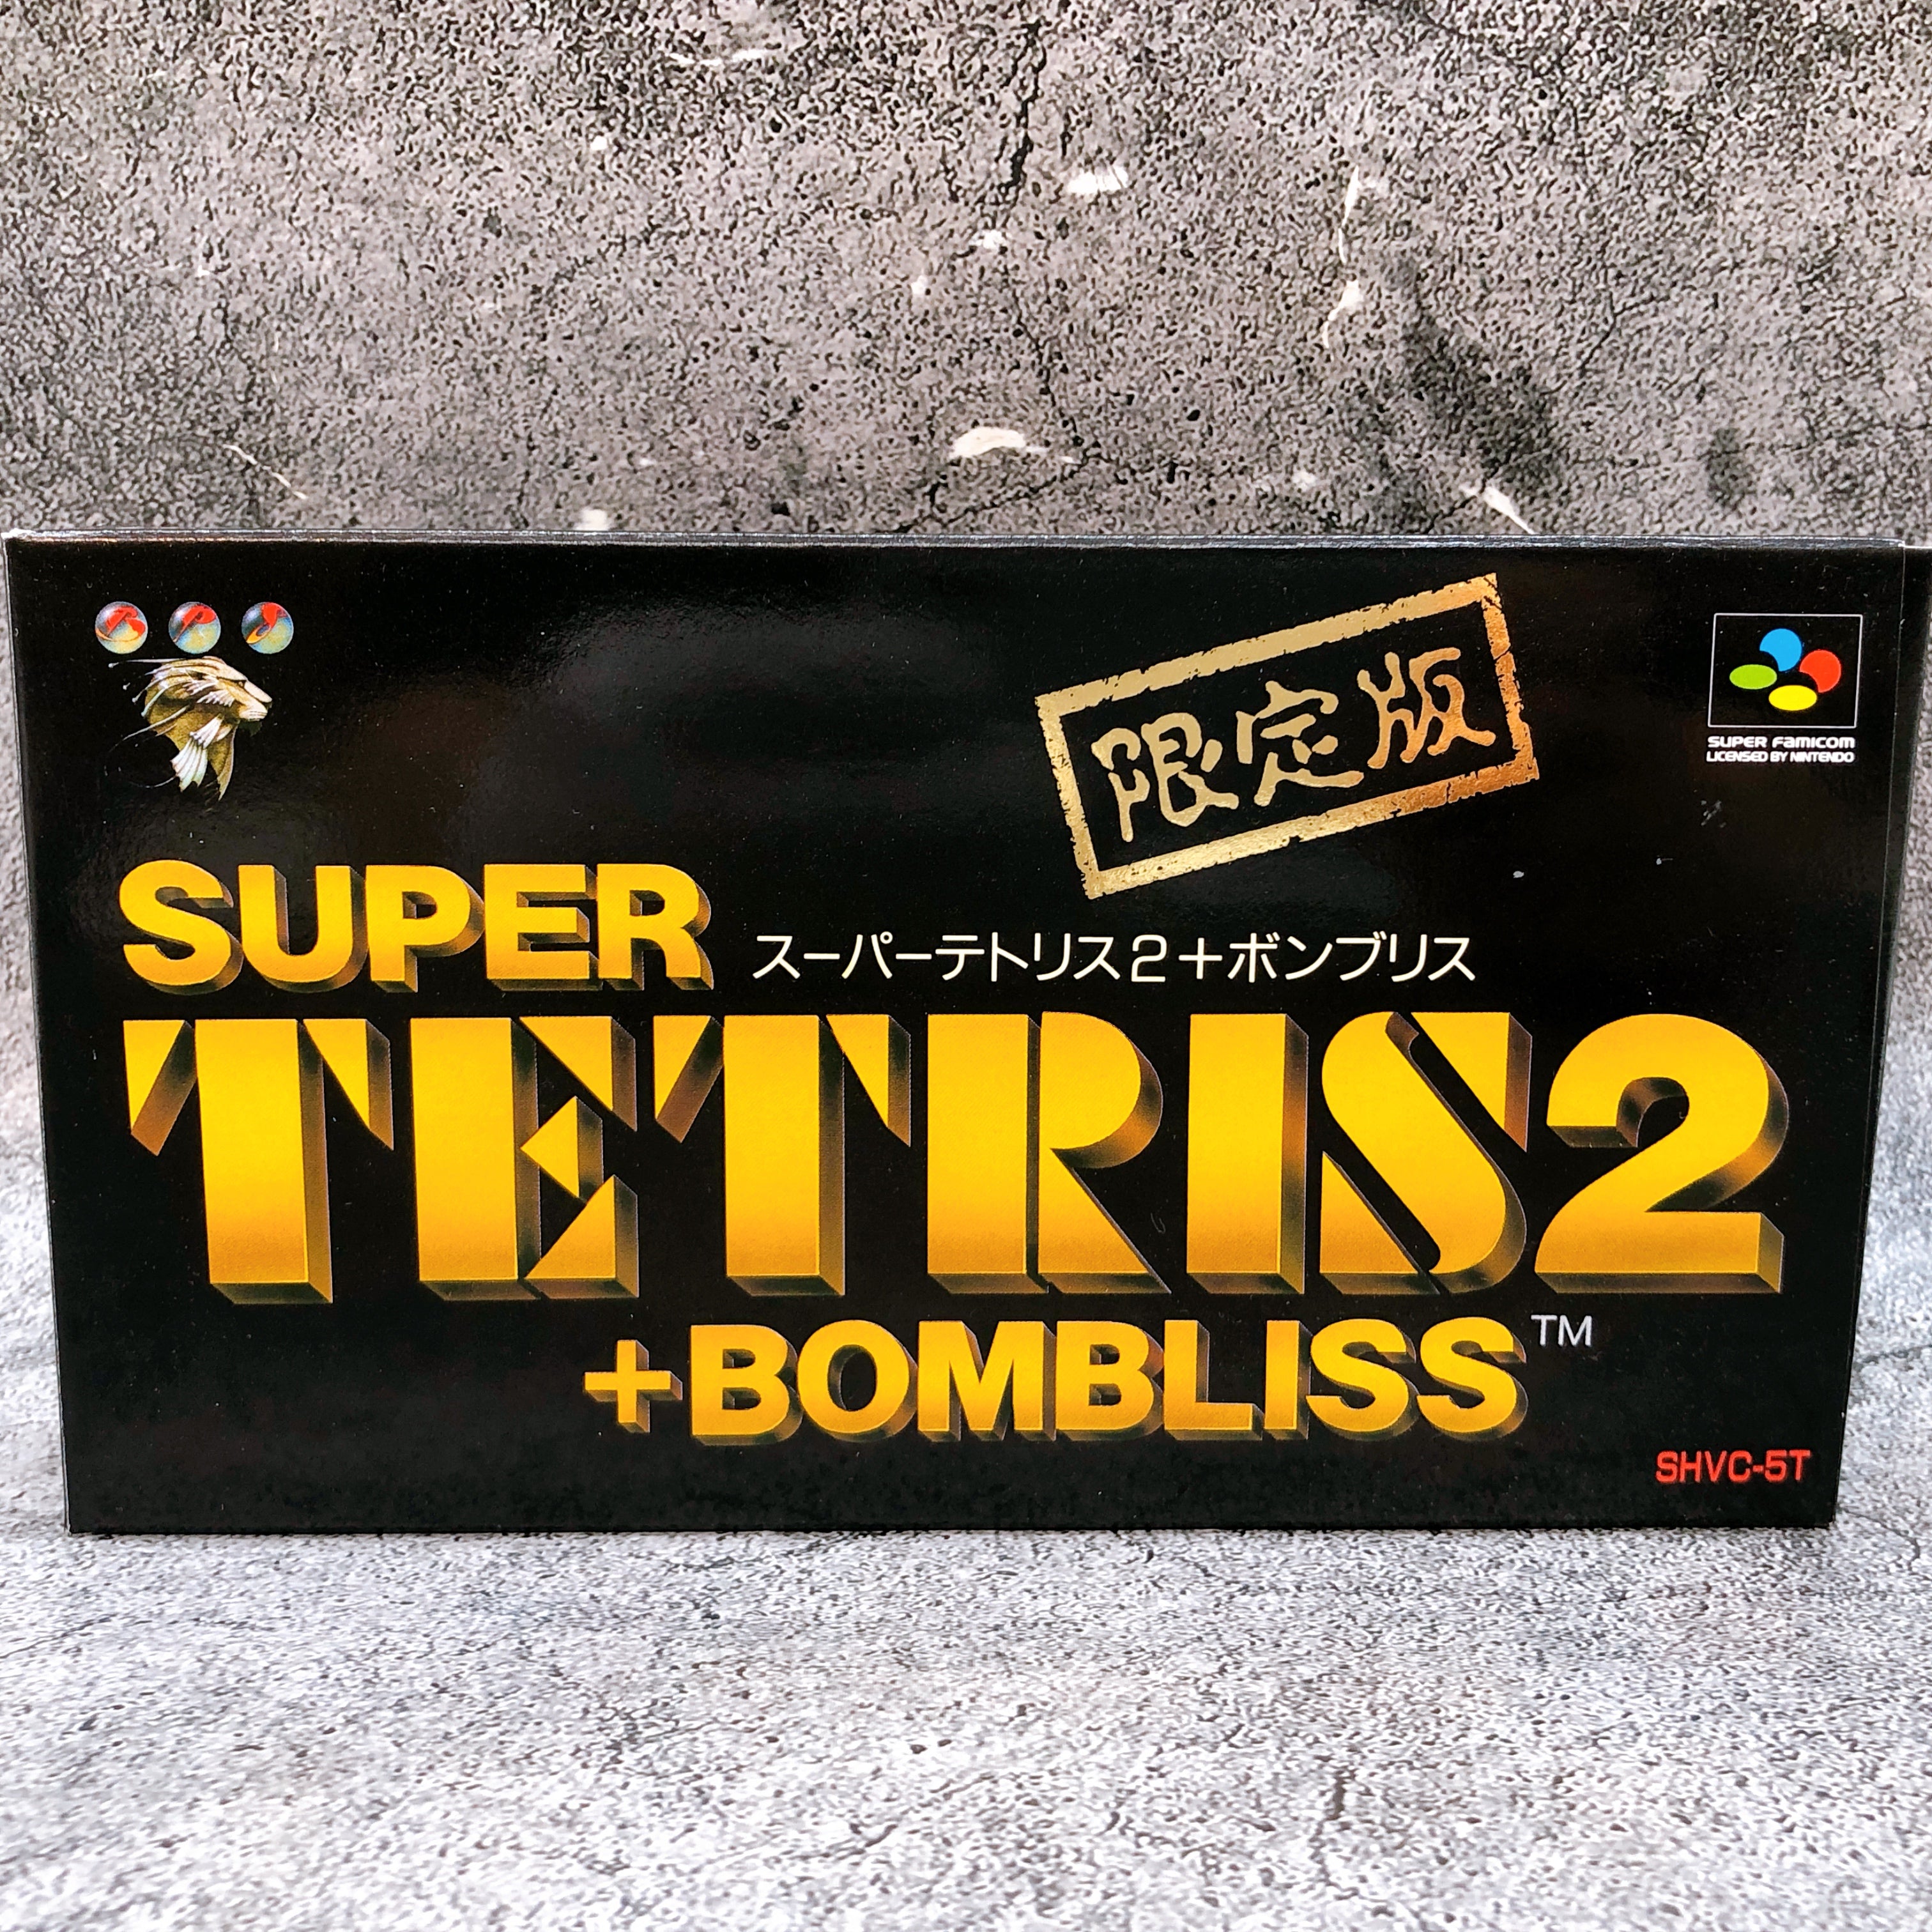 B P S
限定版
SUPER FAMICOM
LICENSED BY NINTENDO
SUPER
スーパーテトリス2+ボンブリス
TETRIS2
+BOMBLISS™
SHVC-5T